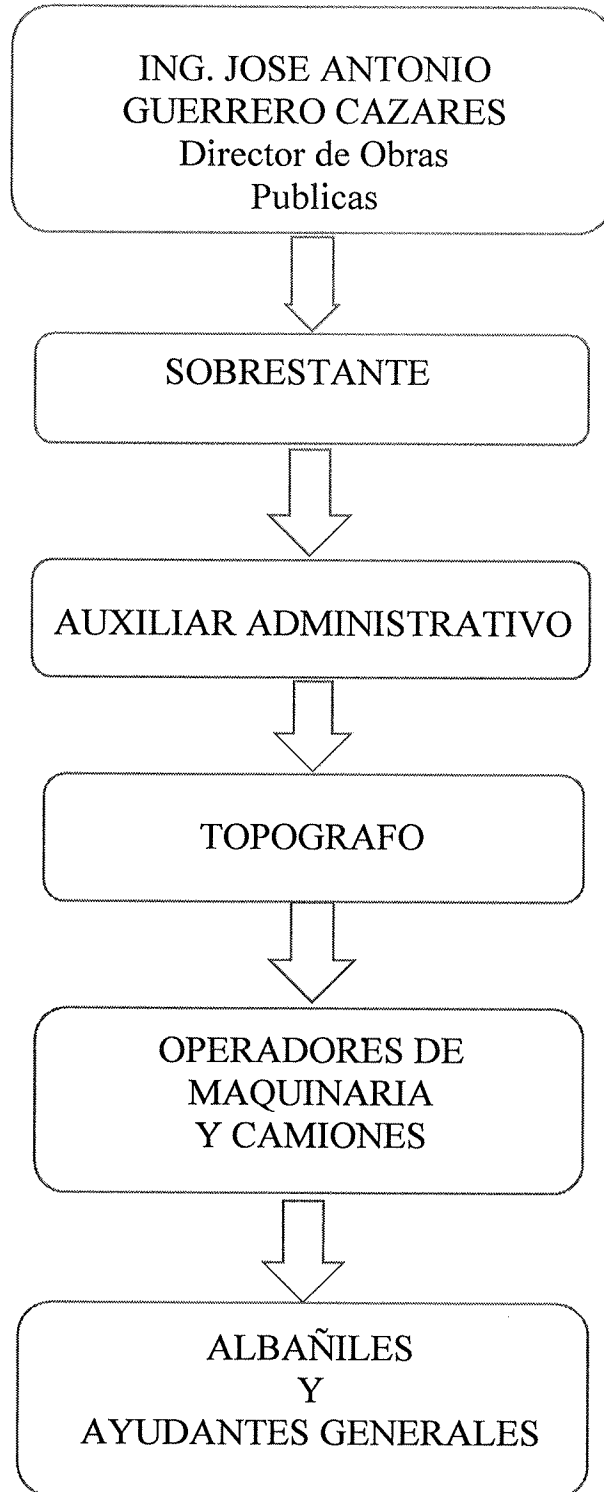 ING. JOSE ANTONIO
GUERRERO CAZARES
Director de Obras
Publicas
SOBRESTANTE
AUXILIAR ADMINISTRATIVO
TOPOGRAFO
OPERADORES DE
MAQUINARIA
Y CAMIONES
ALBAÑILES
Y
AYUDANTES GENERALES